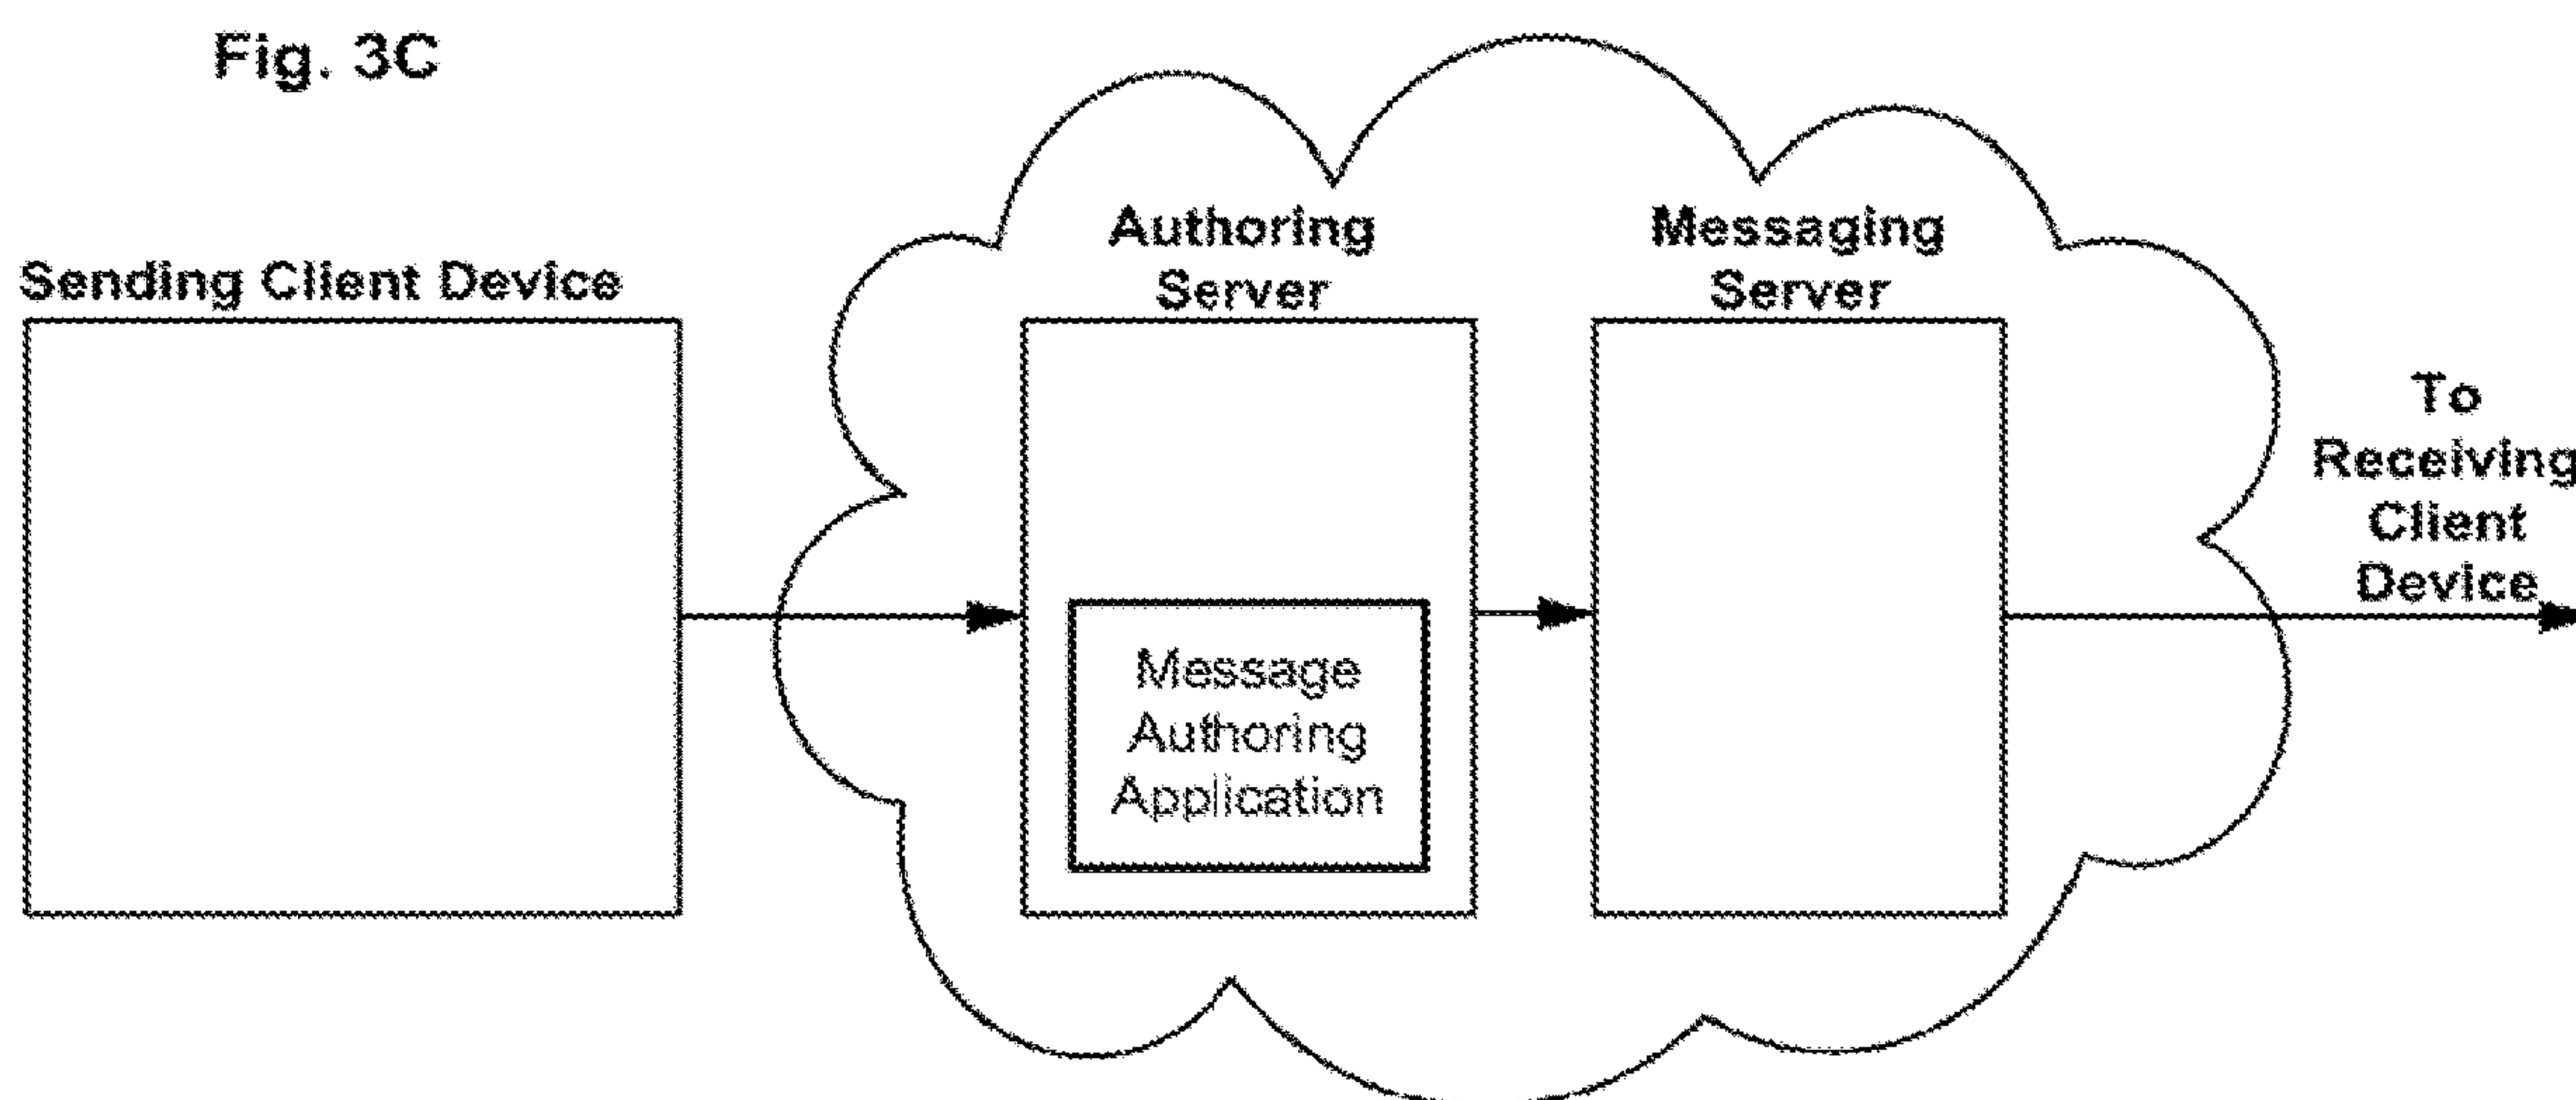 Fig. 3C
Sending Client Device
Authoring
Server
Messaging
Server
Message
Authoring
Application
To
Receiving
Client
Device